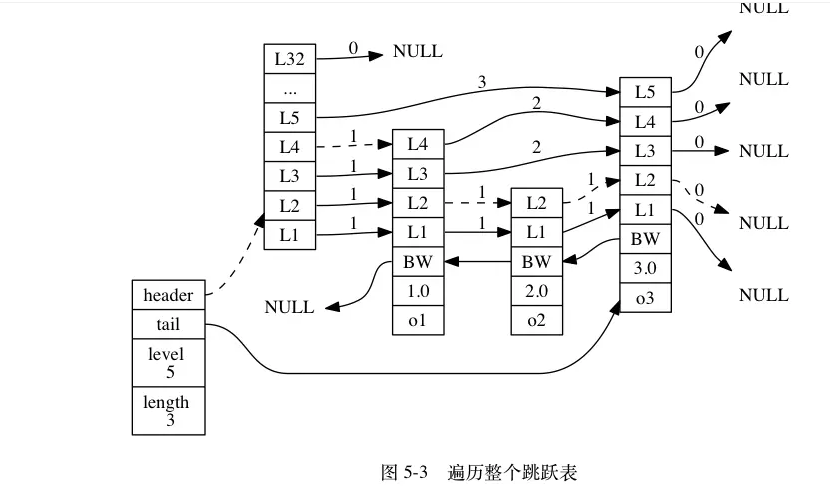 NULL
L32
0
NULL
...
L5
3
L5
0
NULL
L4
1
L4
2
L4
0
L3
1
L3
2
L3
0
NULL
L2
1
L2
1
L2
1
L2
0
NULL
L1
1
L1
1
L1
1
L1
0
BW
BW
BW
NULL
header
1.0
2.0
3.0
NULL
tail
o1
o2
o3
level
5
length
3
图 5-3 遍历整个跳跃表